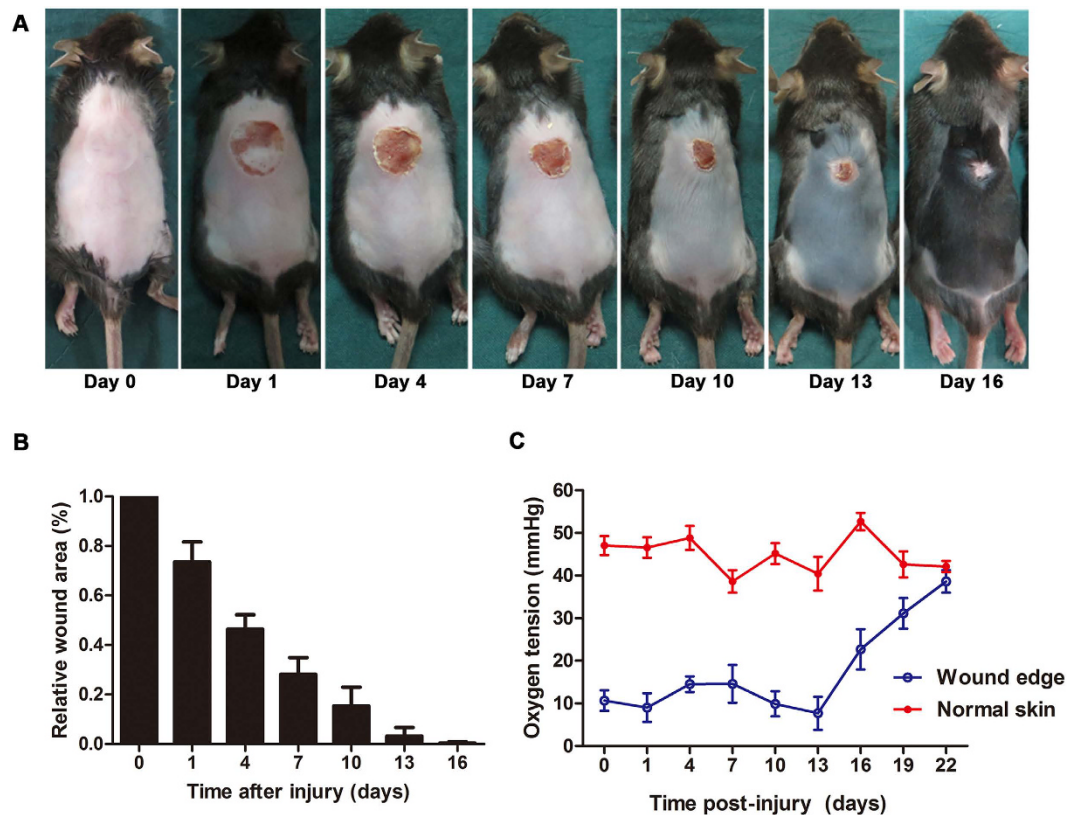 A
Day 0 Day 1 Day 4 Day 7 Day 10 Day 13 Day 16
B
Relative wound area (%)
1.0
0.8
0.6
0.4
0.2
0.0
0 1 4 7 10 13 16
Time after injury (days)
C
Oxygen tension (mmHg)
60
50
40
30
20
10
0
Wound edge
Normal skin
0 1 4 7 10 13 16 19 22
Time post-injury (days)